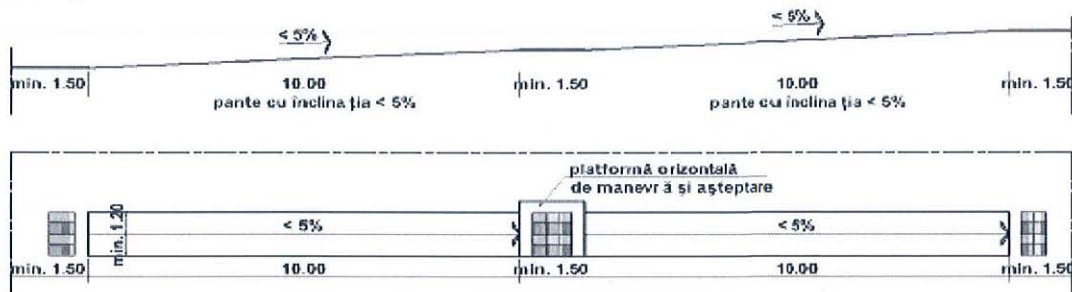 < 5%
< 5%
min. 1.50 10.00 min. 1.50 10.00 min. 1.50
pante cu înclinația < 5% pante cu înclinația < 5%
platformă orizontală
de manevră și așteptare
min. 1.20
< 5% < 5%
min. 1.50 10.00 min. 1.50 10.00 min. 1.50